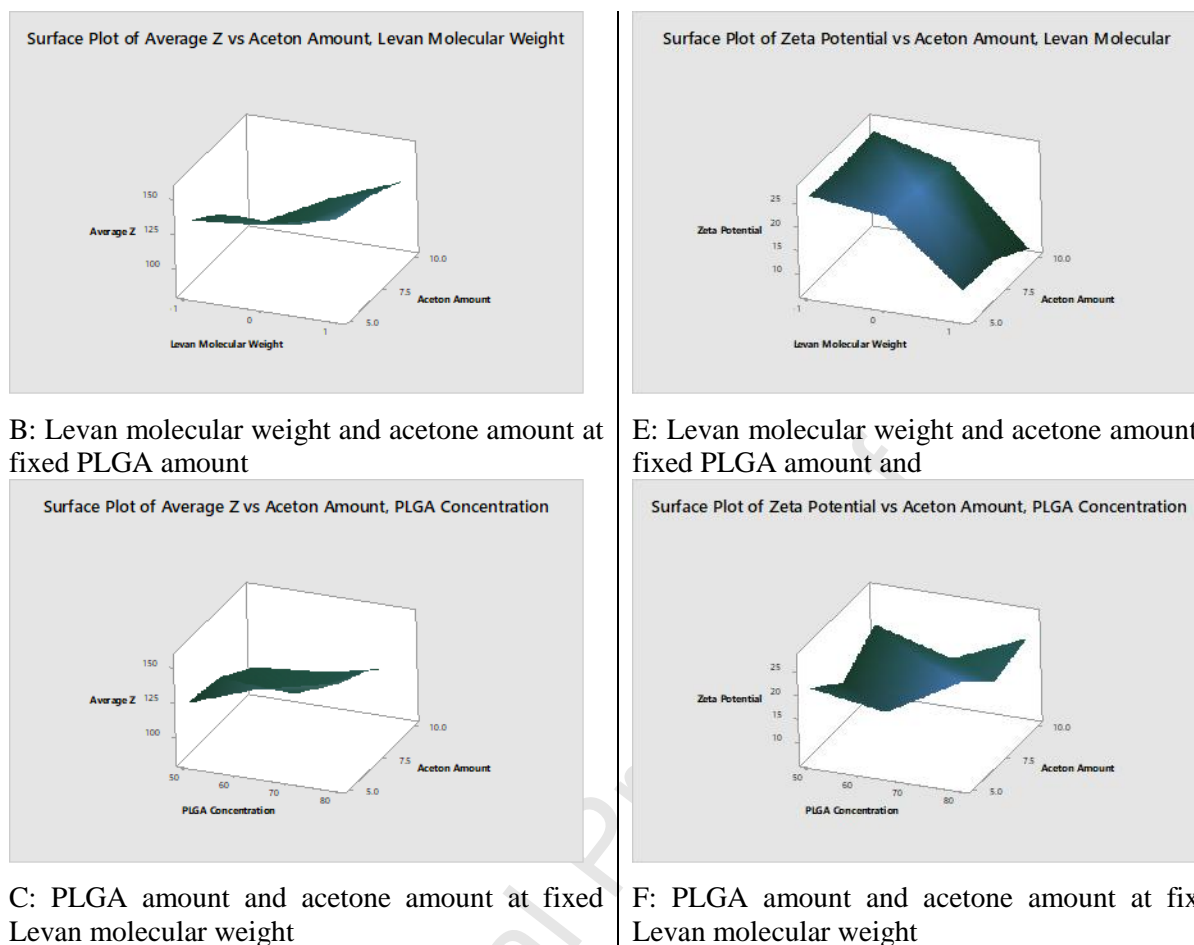 Surface Plot of Average Z vs Aceton Amount, Levan Molecular Weight
150
125
100
Average Z
-1
0
1
Levan Molecular Weight
5.0
7.5
10.0
Aceton Amount
B: Levan molecular weight and acetone amount at
fixed PLGA amount
Surface Plot of Zeta Potential vs Aceton Amount, Levan Molecular
25
20
15
10
Zeta Potential
-1
0
1
Levan Molecular Weight
5.0
7.5
10.0
Aceton Amount
E: Levan molecular weight and acetone amount
fixed PLGA amount and
Surface Plot of Average Z vs Aceton Amount, PLGA Concentration
150
125
100
Average Z
50
60
70
80
PLGA Concentration
5.0
7.5
10.0
Aceton Amount
C: PLGA amount and acetone amount at fixed
Levan molecular weight
Surface Plot of Zeta Potential vs Aceton Amount, PLGA Concentration
25
20
15
10
Zeta Potential
50
60
70
80
PLGA Concentration
5.0
7.5
10.0
Aceton Amount
F: PLGA amount and acetone amount at fix
Levan molecular weight